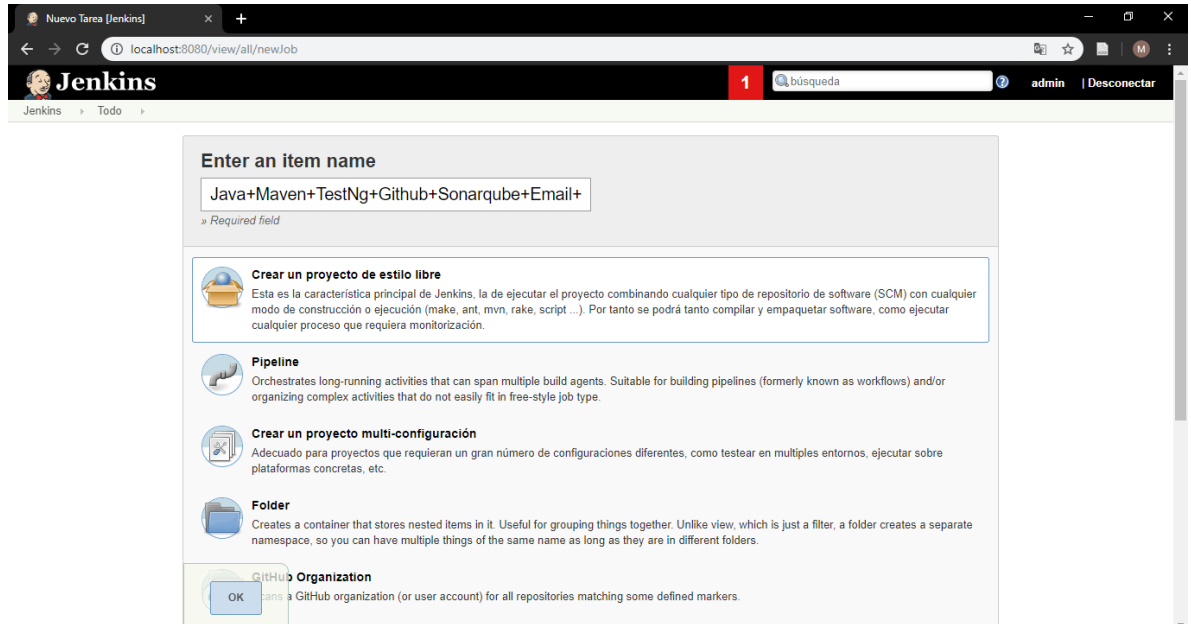 Nuevo Tarea [Jenkins]
localhost:8080/view/all/newJob
M
Jenkins
1
búsqueda
admin
| Desconectar
Jenkins
Todo
Enter an item name
Java+Maven+TestNg+Github+Sonarqube+Email+
» Required field
Crear un proyecto de estilo libre
Esta es la característica principal de Jenkins, la de ejecutar el proyecto combinando cualquier tipo de repositorio de software (SCM) con cualquier
modo de construcción o ejecución (make, ant, mvn, rake, script ...). Por tanto se podrá tanto compilar y empaquetar software, como ejecutar
cualquier proceso que requiera monitorización.
Pipeline
Orchestrates long-running activities that can span multiple build agents. Suitable for building pipelines (formerly known as workflows) and/or
organizing complex activities that do not easily fit in free-style job type.
Crear un proyecto multi-configuración
Adecuado para proyectos que requieran un gran número de configuraciones diferentes, como testear en multiples entornos, ejecutar sobre
plataformas concretas, etc.
Folder
Creates a container that stores nested items in it. Useful for grouping things together. Unlike view, which is just a filter, a folder creates a separate
namespace, so you can have multiple things of the same name as long as they are in different folders.
GitHub Organization
OK
a GitHub organization (or user account) for all repositories matching some defined markers.